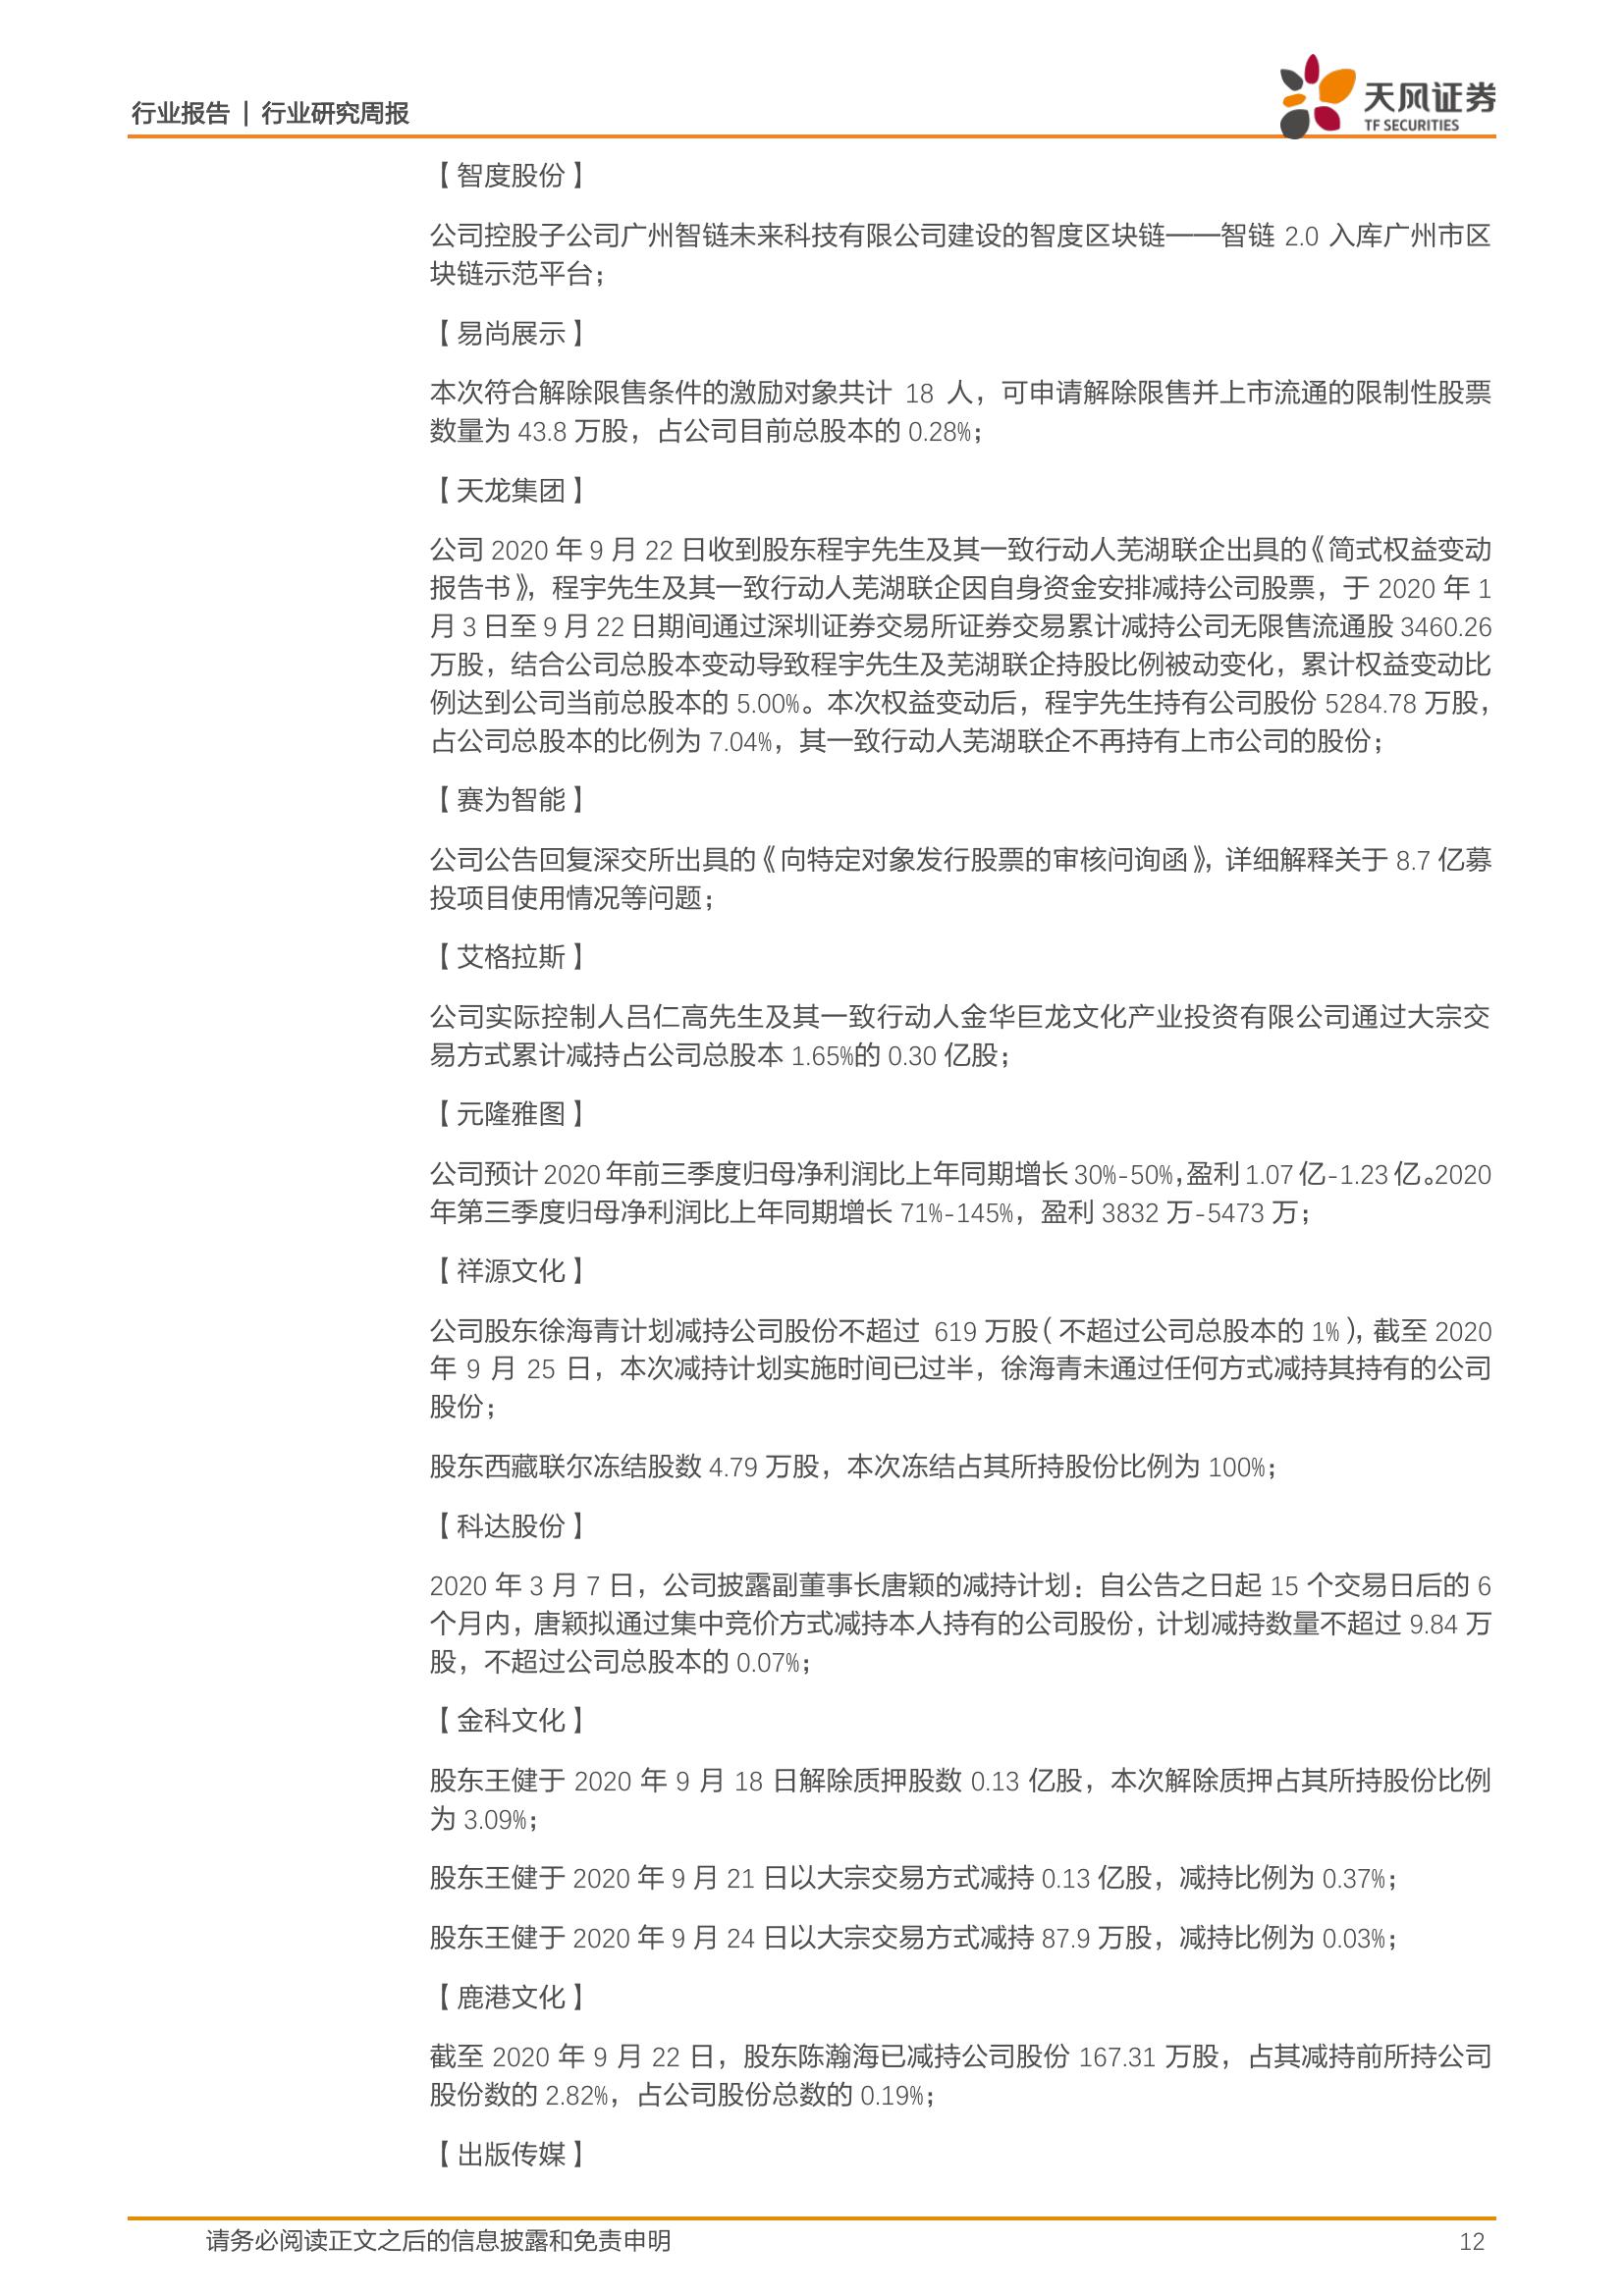 行业报告 | 行业研究周报
天风证券
TF SECURITIES
【智度股份】
公司控股子公司广州智链未来科技有限公司建设的智度区块链——智链 2.0 入库广州市区
块链示范平台；
【易尚展示】
本次符合解除限售条件的激励对象共计 18 人，可申请解除限售并上市流通的限制性股票
数量为 43.8 万股，占公司目前总股本的 0.28%；
【天龙集团】
公司 2020 年 9 月 22 日收到股东程宇先生及其一致行动人芜湖联企出具的《简式权益变动
报告书》，程宇先生及其一致行动人芜湖联企因自身资金安排减持公司股票，于 2020 年 1
月 3 日至 9 月 22 日期间通过深圳证券交易所证券交易累计减持公司无限售流通股 3460.26
万股，结合公司总股本变动导致程宇先生及芜湖联企持股比例被动变化，累计权益变动比
例达到公司当前总股本的 5.00%。本次权益变动后，程宇先生持有公司股份 5284.78 万股，
占公司总股本的比例为 7.04%，其一致行动人芜湖联企不再持有上市公司的股份；
【赛为智能】
公司公告回复深交所出具的《向特定对象发行股票的审核问询函》，详细解释关于 8.7 亿募
投项目使用情况等问题；
【艾格拉斯】
公司实际控制人吕仁高先生及其一致行动人金华巨龙文化产业投资有限公司通过大宗交
易方式累计减持占公司总股本 1.65%的 0.30 亿股；
【元隆雅图】
公司预计 2020 年前三季度归母净利润比上年同期增长 30%-50%，盈利 1.07 亿-1.23 亿。2020
年第三季度归母净利润比上年同期增长 71%-145%，盈利 3832 万-5473 万；
【祥源文化】
公司股东徐海青计划减持公司股份不超过 619 万股（不超过公司总股本的 1%），截至 2020
年 9 月 25 日，本次减持计划实施时间已过半，徐海青未通过任何方式减持其持有的公司
股份；
股东西藏联尔冻结股数 4.79 万股，本次冻结占其所持股份比例为 100%；
【科达股份】
2020 年 3 月 7 日，公司披露副董事长唐颖的减持计划：自公告之日起 15 个交易日后的 6
个月内，唐颖拟通过集中竞价方式减持本人持有的公司股份，计划减持数量不超过 9.84 万
股，不超过公司总股本的 0.07%；
【金科文化】
股东王健于 2020 年 9 月 18 日解除质押股数 0.13 亿股，本次解除质押占其所持股份比例
为 3.09%；
股东王健于 2020 年 9 月 21 日以大宗交易方式减持 0.13 亿股，减持比例为 0.37%；
股东王健于 2020 年 9 月 24 日以大宗交易方式减持 87.9 万股，减持比例为 0.03%；
【鹿港文化】
截至 2020 年 9 月 22 日，股东陈瀚海已减持公司股份 167.31 万股，占其减持前所持公司
股份数的 2.82%，占公司股份总数的 0.19%；
【出版传媒】
请务必阅读正文之后的信息披露和免责申明
12